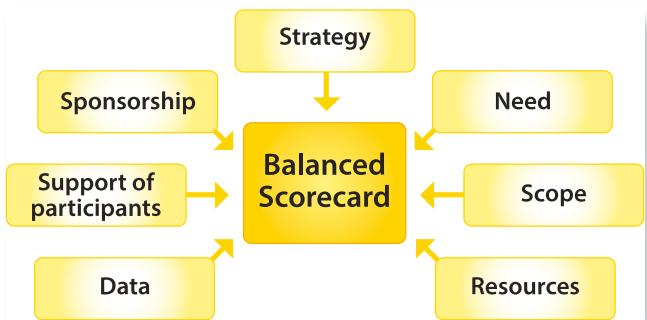 Strategy
Sponsorship
Need
Balanced
Scorecard
Support of
participants
Scope
Data
Resources